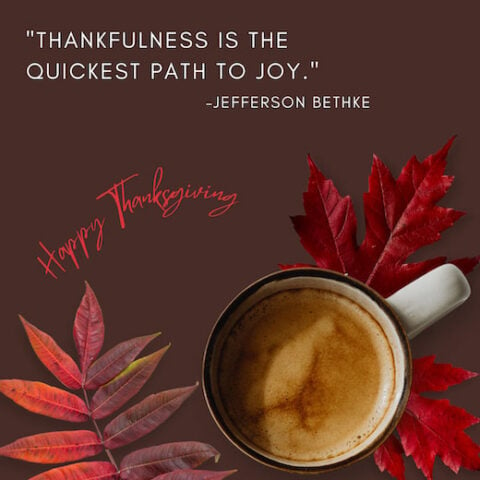 "THANKFULNESS IS THE
QUICKEST PATH TO JOY."
-JEFFERSON BETHKE
Happy Thanksgiving